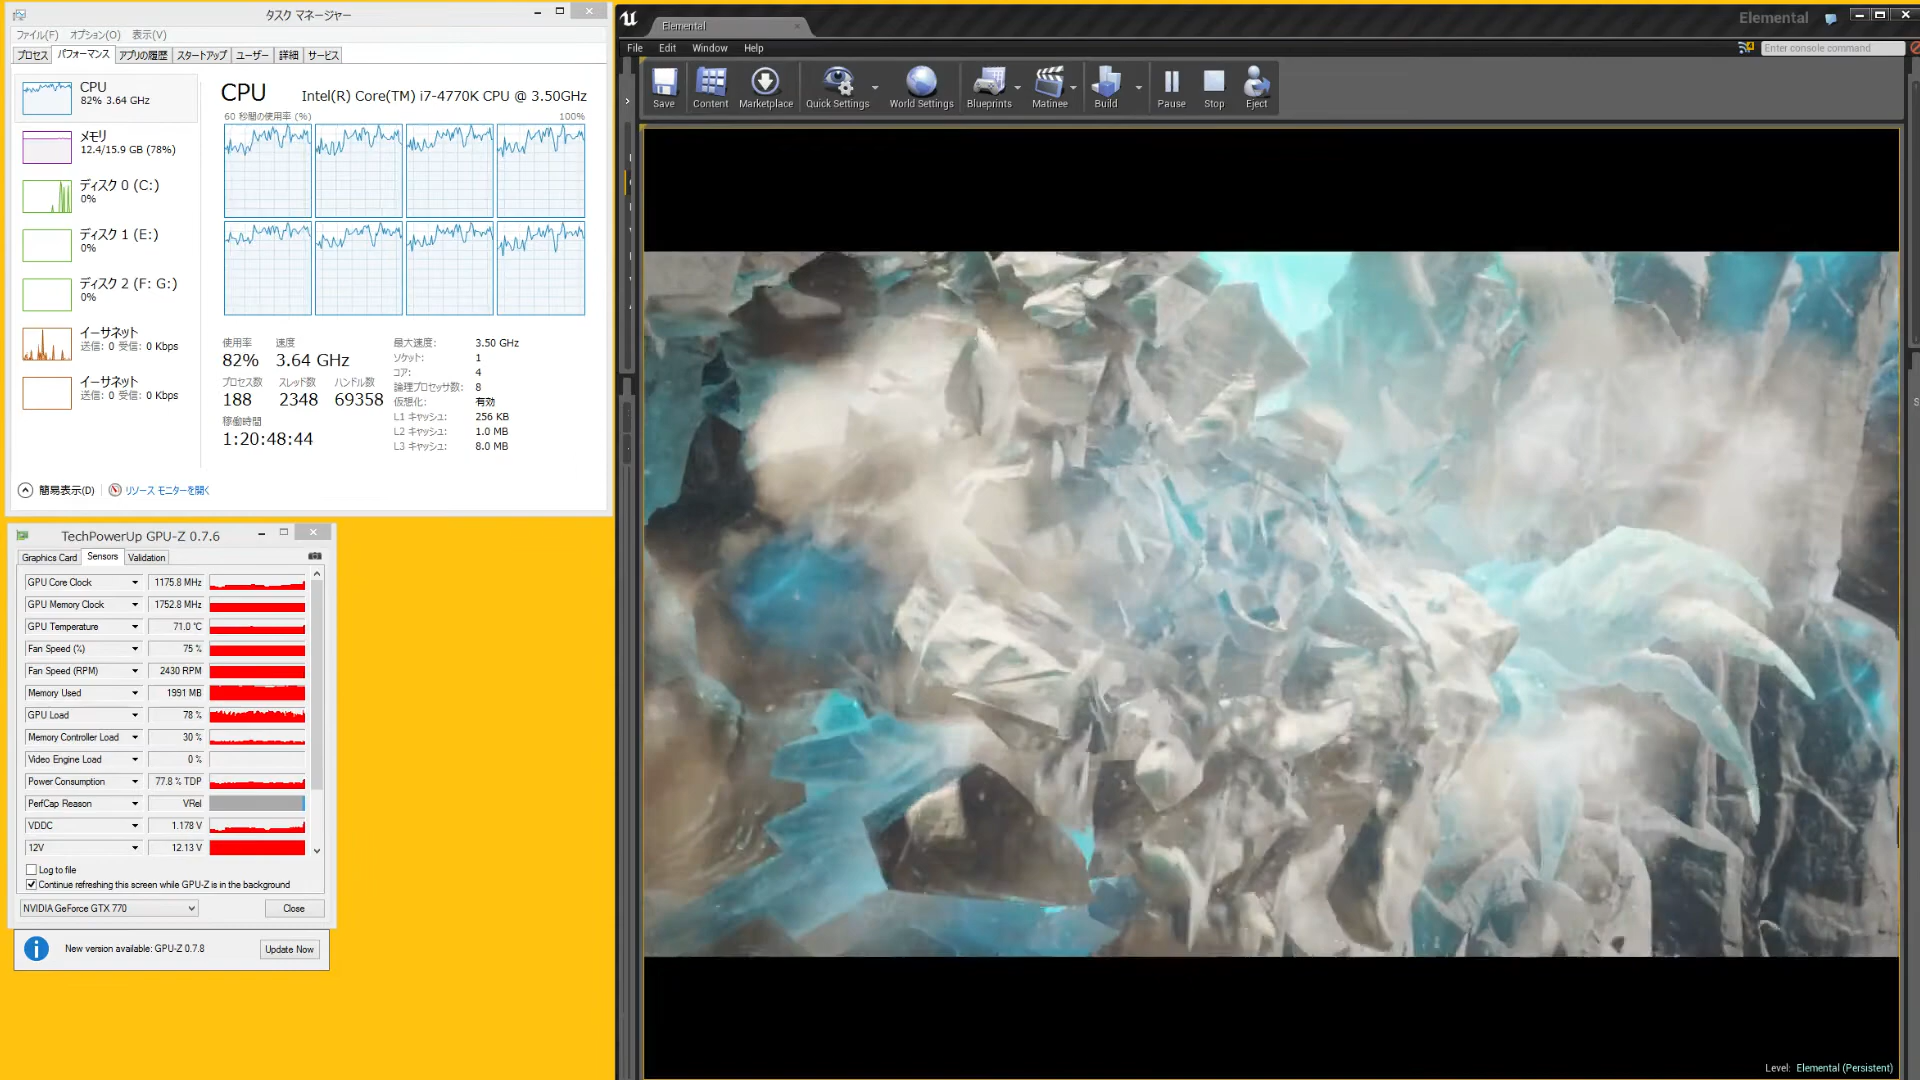 タスク マネージャー
ファイル(F) オプション(O) 表示(V)
プロセス パフォーマンス アプリの履歴 スタートアップ ユーザー 詳細 サービス
CPU
82% 3.64 GHz
メモリ
12.4/15.9 GB (78%)
ディスク 0 (C:)
0%
ディスク 1 (E:)
0%
ディスク 2 (F: G:)
0%
イーサネット
送信: 0 受信: 0 Kbps
イーサネット
送信: 0 受信: 0 Kbps
CPU Intel(R) Core(TM) i7-4770K CPU @ 3.50GHz
60 秒間の使用率 (%) 100%
使用率 速度
82% 3.64 GHz
プロセス数 スレッド数 ハンドル数
188 2348 69358
稼働時間
1:20:48:44
最大速度: 3.50 GHz
ソケット: 1
コア: 4
論理プロセッサ数: 8
仮想化: 有効
L1 キャッシュ: 256 KB
L2 キャッシュ: 1.0 MB
L3 キャッシュ: 8.0 MB
簡易表示(D) リソース モニターを開く
TechPowerUp GPU-Z 0.7.6
Graphics Card Sensors Validation
GPU Core Clock 1175.8 MHz
GPU Memory Clock 1752.8 MHz
GPU Temperature 71.0 °C
Fan Speed (%) 75 %
Fan Speed (RPM) 2430 RPM
Memory Used 1991 MB
GPU Load 78 %
Memory Controller Load 30 %
Video Engine Load 0 %
Power Consumption 77.8 % TDP
PerfCap Reason VRel
VDDC 1.178 V
12V 12.13 V
Log to file
Continue refreshing this screen while GPU-Z is in the background
NVIDIA GeForce GTX 770 Close
New version available: GPU-Z 0.7.8 Update Now
Elemental
Elemental
File Edit Window Help
Enter console command
Save Content Marketplace Quick Settings World Settings Blueprints Matinee Build Pause Stop Eject
Level: Elemental (Persistent)